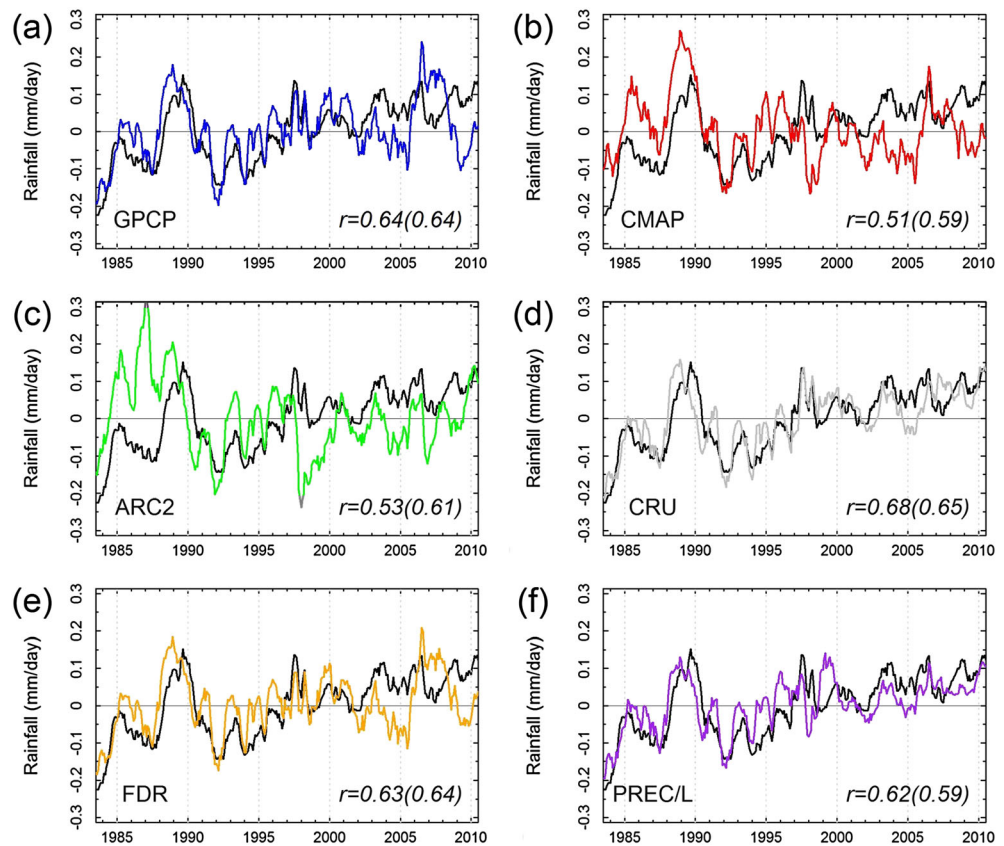 (a)
Rainfall (mm/day)
0.3
0.2
0.1
0
-0.1
-0.2
-0.3
GPCP
r=0.64(0.64)
1985 1990 1995 2000 2005 2010
(b)
Rainfall (mm/day)
0.3
0.2
0.1
0
-0.1
-0.2
-0.3
CMAP
r=0.51(0.59)
1985 1990 1995 2000 2005 2010
(c)
Rainfall (mm/day)
0.3
0.2
0.1
0
-0.1
-0.2
-0.3
ARC2
r=0.53(0.61)
1985 1990 1995 2000 2005 2010
(d)
Rainfall (mm/day)
0.3
0.2
0.1
0
-0.1
-0.2
-0.3
CRU
r=0.68(0.65)
1985 1990 1995 2000 2005 2010
(e)
Rainfall (mm/day)
0.3
0.2
0.1
0
-0.1
-0.2
-0.3
FDR
r=0.63(0.64)
1985 1990 1995 2000 2005 2010
(f)
Rainfall (mm/day)
0.3
0.2
0.1
0
-0.1
-0.2
-0.3
PREC/L
r=0.62(0.59)
1985 1990 1995 2000 2005 2010